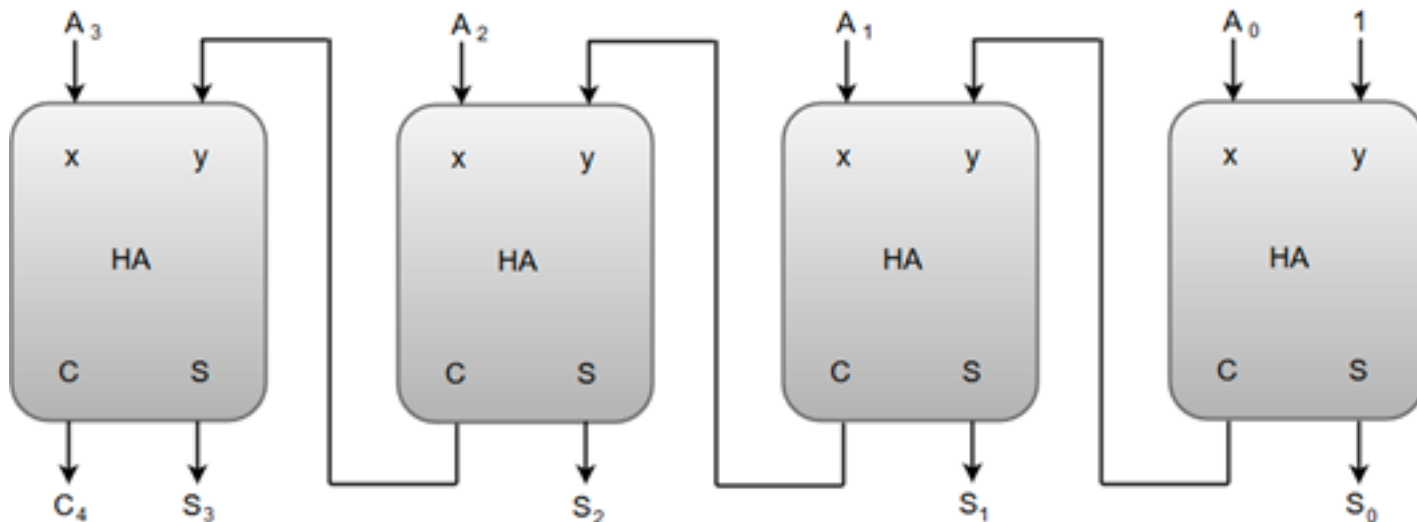 A3 A2 A1 A0 1
x y x y x y x y
HA HA HA HA
C S C S C S C S
C4 S3 S2 S1 S0